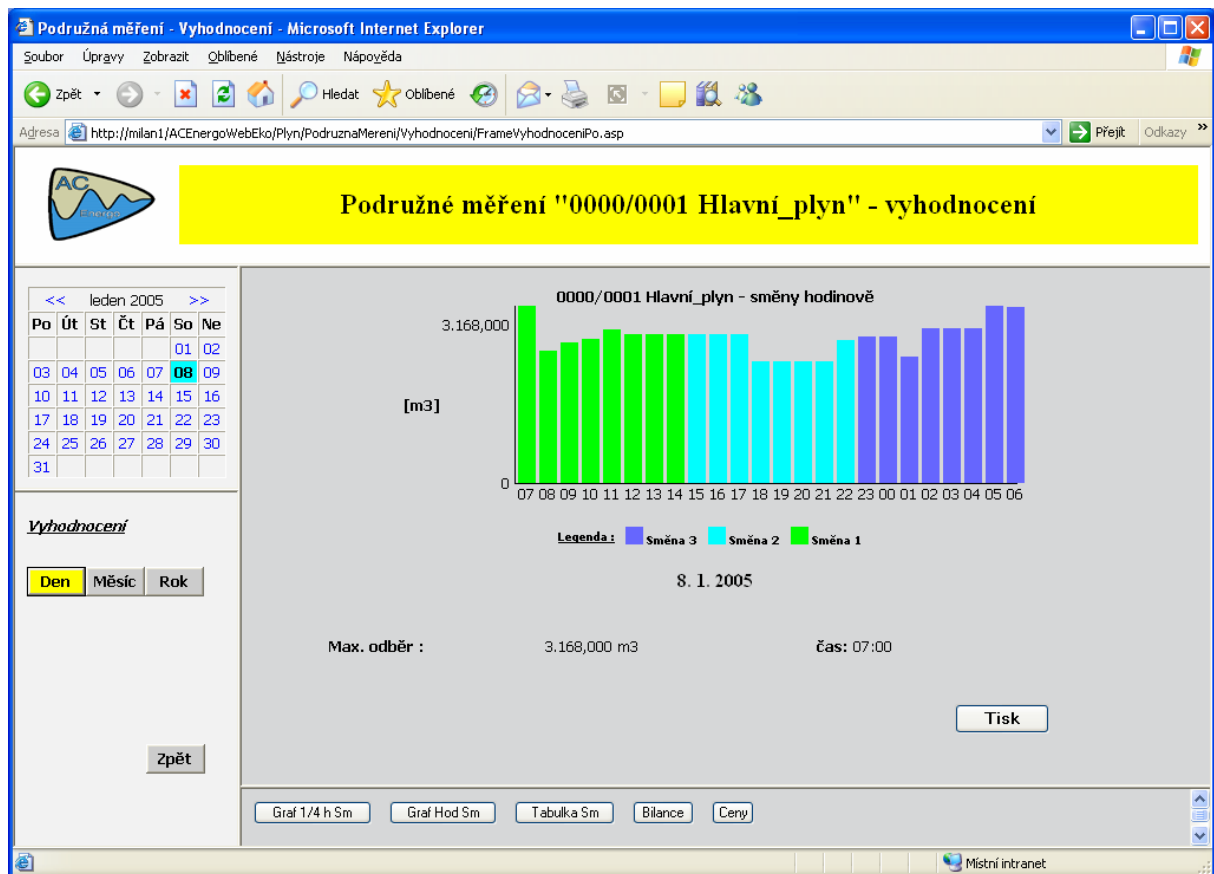 Podružná měření - Vyhodnocení - Microsoft Internet Explorer
Soubor Úpravy Zobrazit Oblíbené Nástroje Nápověda
Zpět Hledat Oblíbené
Adresa http://milan1/ACEnergoWebEko/Plyn/PodruznaMereni/Vyhodnoceni/FrameVyhodnoceniPo.asp Přejít Odkazy »
AC
Energo
Podružné měření "0000/0001 Hlavní_plyn" - vyhodnocení
<< leden 2005 >>
Po Út St Čt Pá So Ne
01 02
03 04 05 06 07 08 09
10 11 12 13 14 15 16
17 18 19 20 21 22 23
24 25 26 27 28 29 30
31
Vyhodnocení
Den Měsíc Rok
Zpět
0000/0001 Hlavní_plyn - směny hodinově
3.168,000
[m3]
0
07 08 09 10 11 12 13 14 15 16 17 18 19 20 21 22 23 00 01 02 03 04 05 06
Legenda : Směna 3 Směna 2 Směna 1
8. 1. 2005
Max. odběr : 3.168,000 m3 čas: 07:00
Tisk
Graf 1/4 h Sm Graf Hod Sm Tabulka Sm Bilance Ceny
Místní intranet